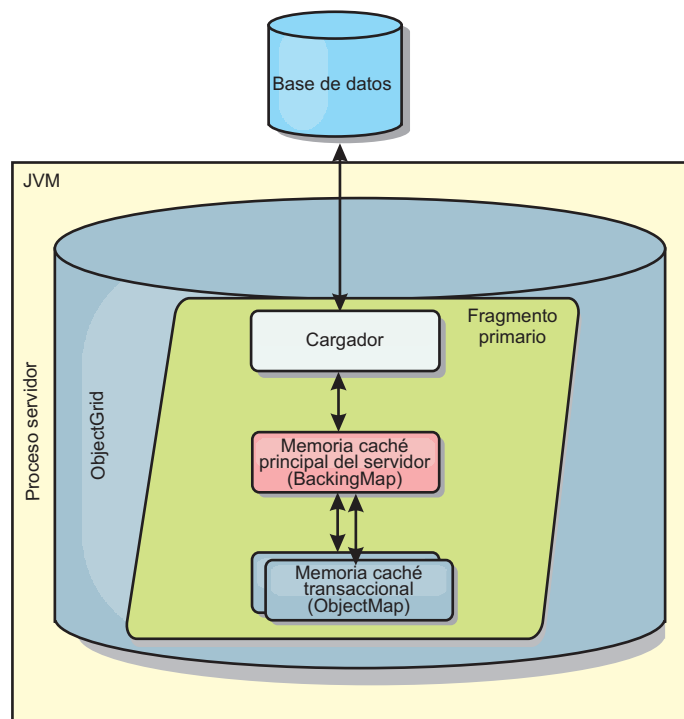 Base de datos
JVM
Proceso servidor
ObjectGrid
Fragmento
primario
Cargador
Memoria caché
principal del servidor
(BackingMap)
Memoria caché
transaccional
(ObjectMap)